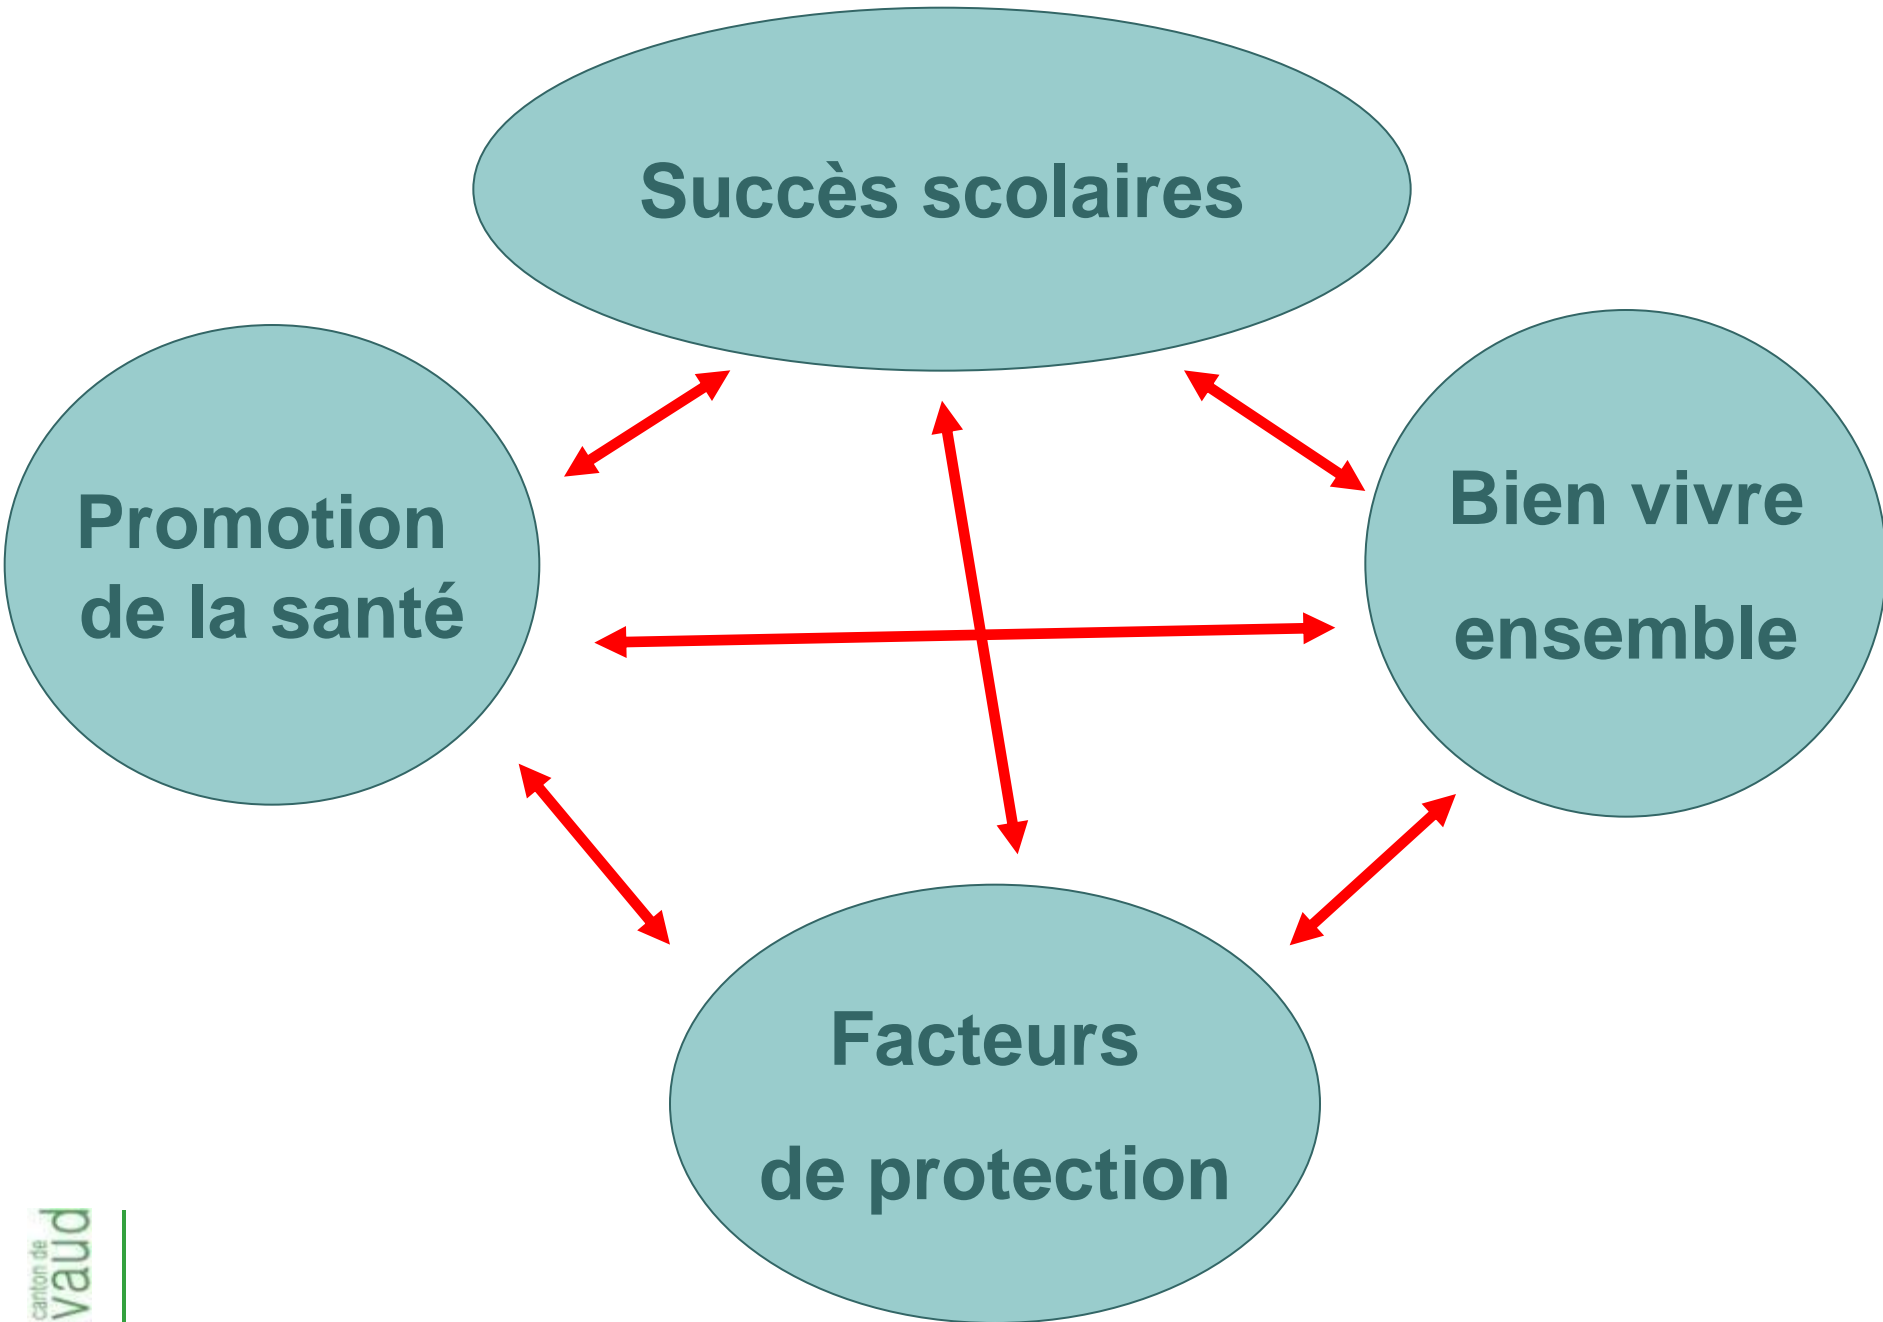 Succès scolaires
Promotion
de la santé
Bien vivre
ensemble
Facteurs
de protection
canton de
vaud